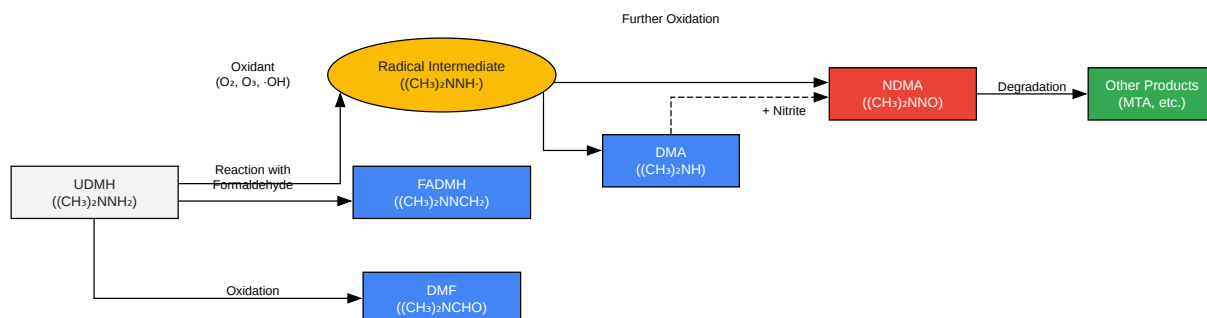 Further Oxidation
Oxidant
(O₂, O₃, ·OH)
Radical Intermediate
((CH₃)₂NNH·)
NDMA
((CH₃)₂NNO)
Degradation
Other Products
(MTA, etc.)
+ Nitrite
DMA
((CH₃)₂NH)
UDMH
((CH₃)₂NNH₂)
Reaction with
Formaldehyde
FADMH
((CH₃)₂NNCH₂)
Oxidation
DMF
((CH₃)₂NCHO)